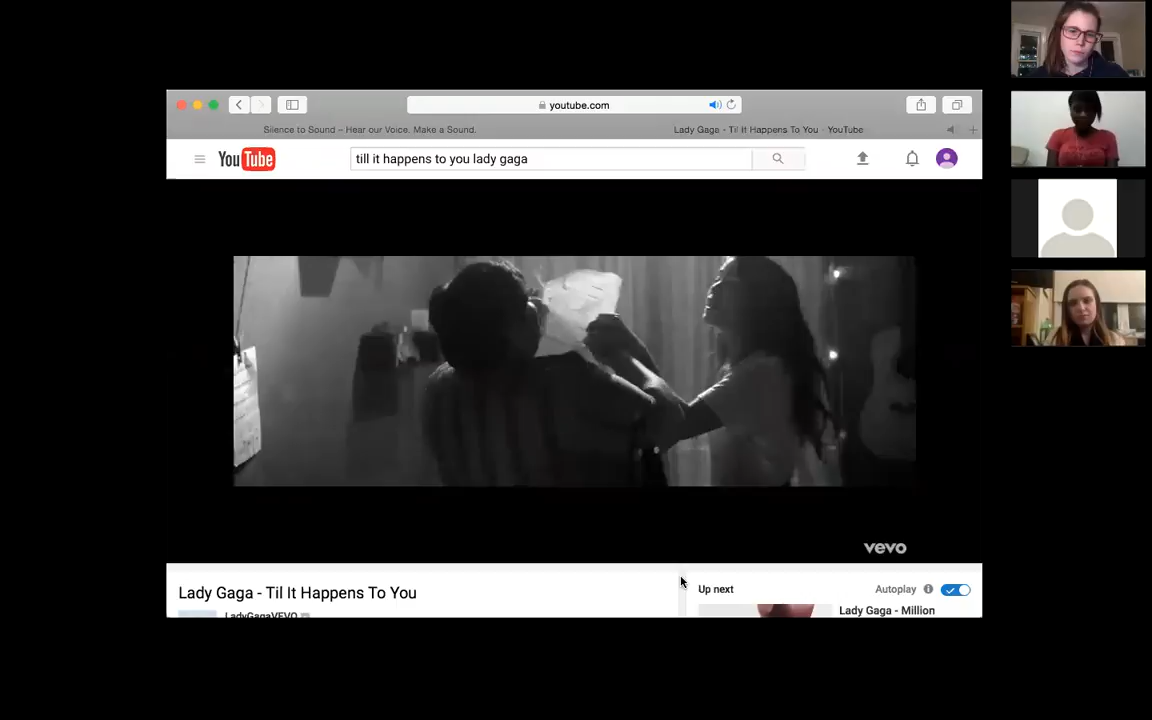 youtube.com
Silence to Sound – Hear our Voice. Make a Sound.
Lady Gaga - Til It Happens To You - YouTube
YouTube
till it happens to you lady gaga
vevo
Lady Gaga - Til It Happens To You
Up next
Autoplay
LadyGagaVEVO
Lady Gaga - Million